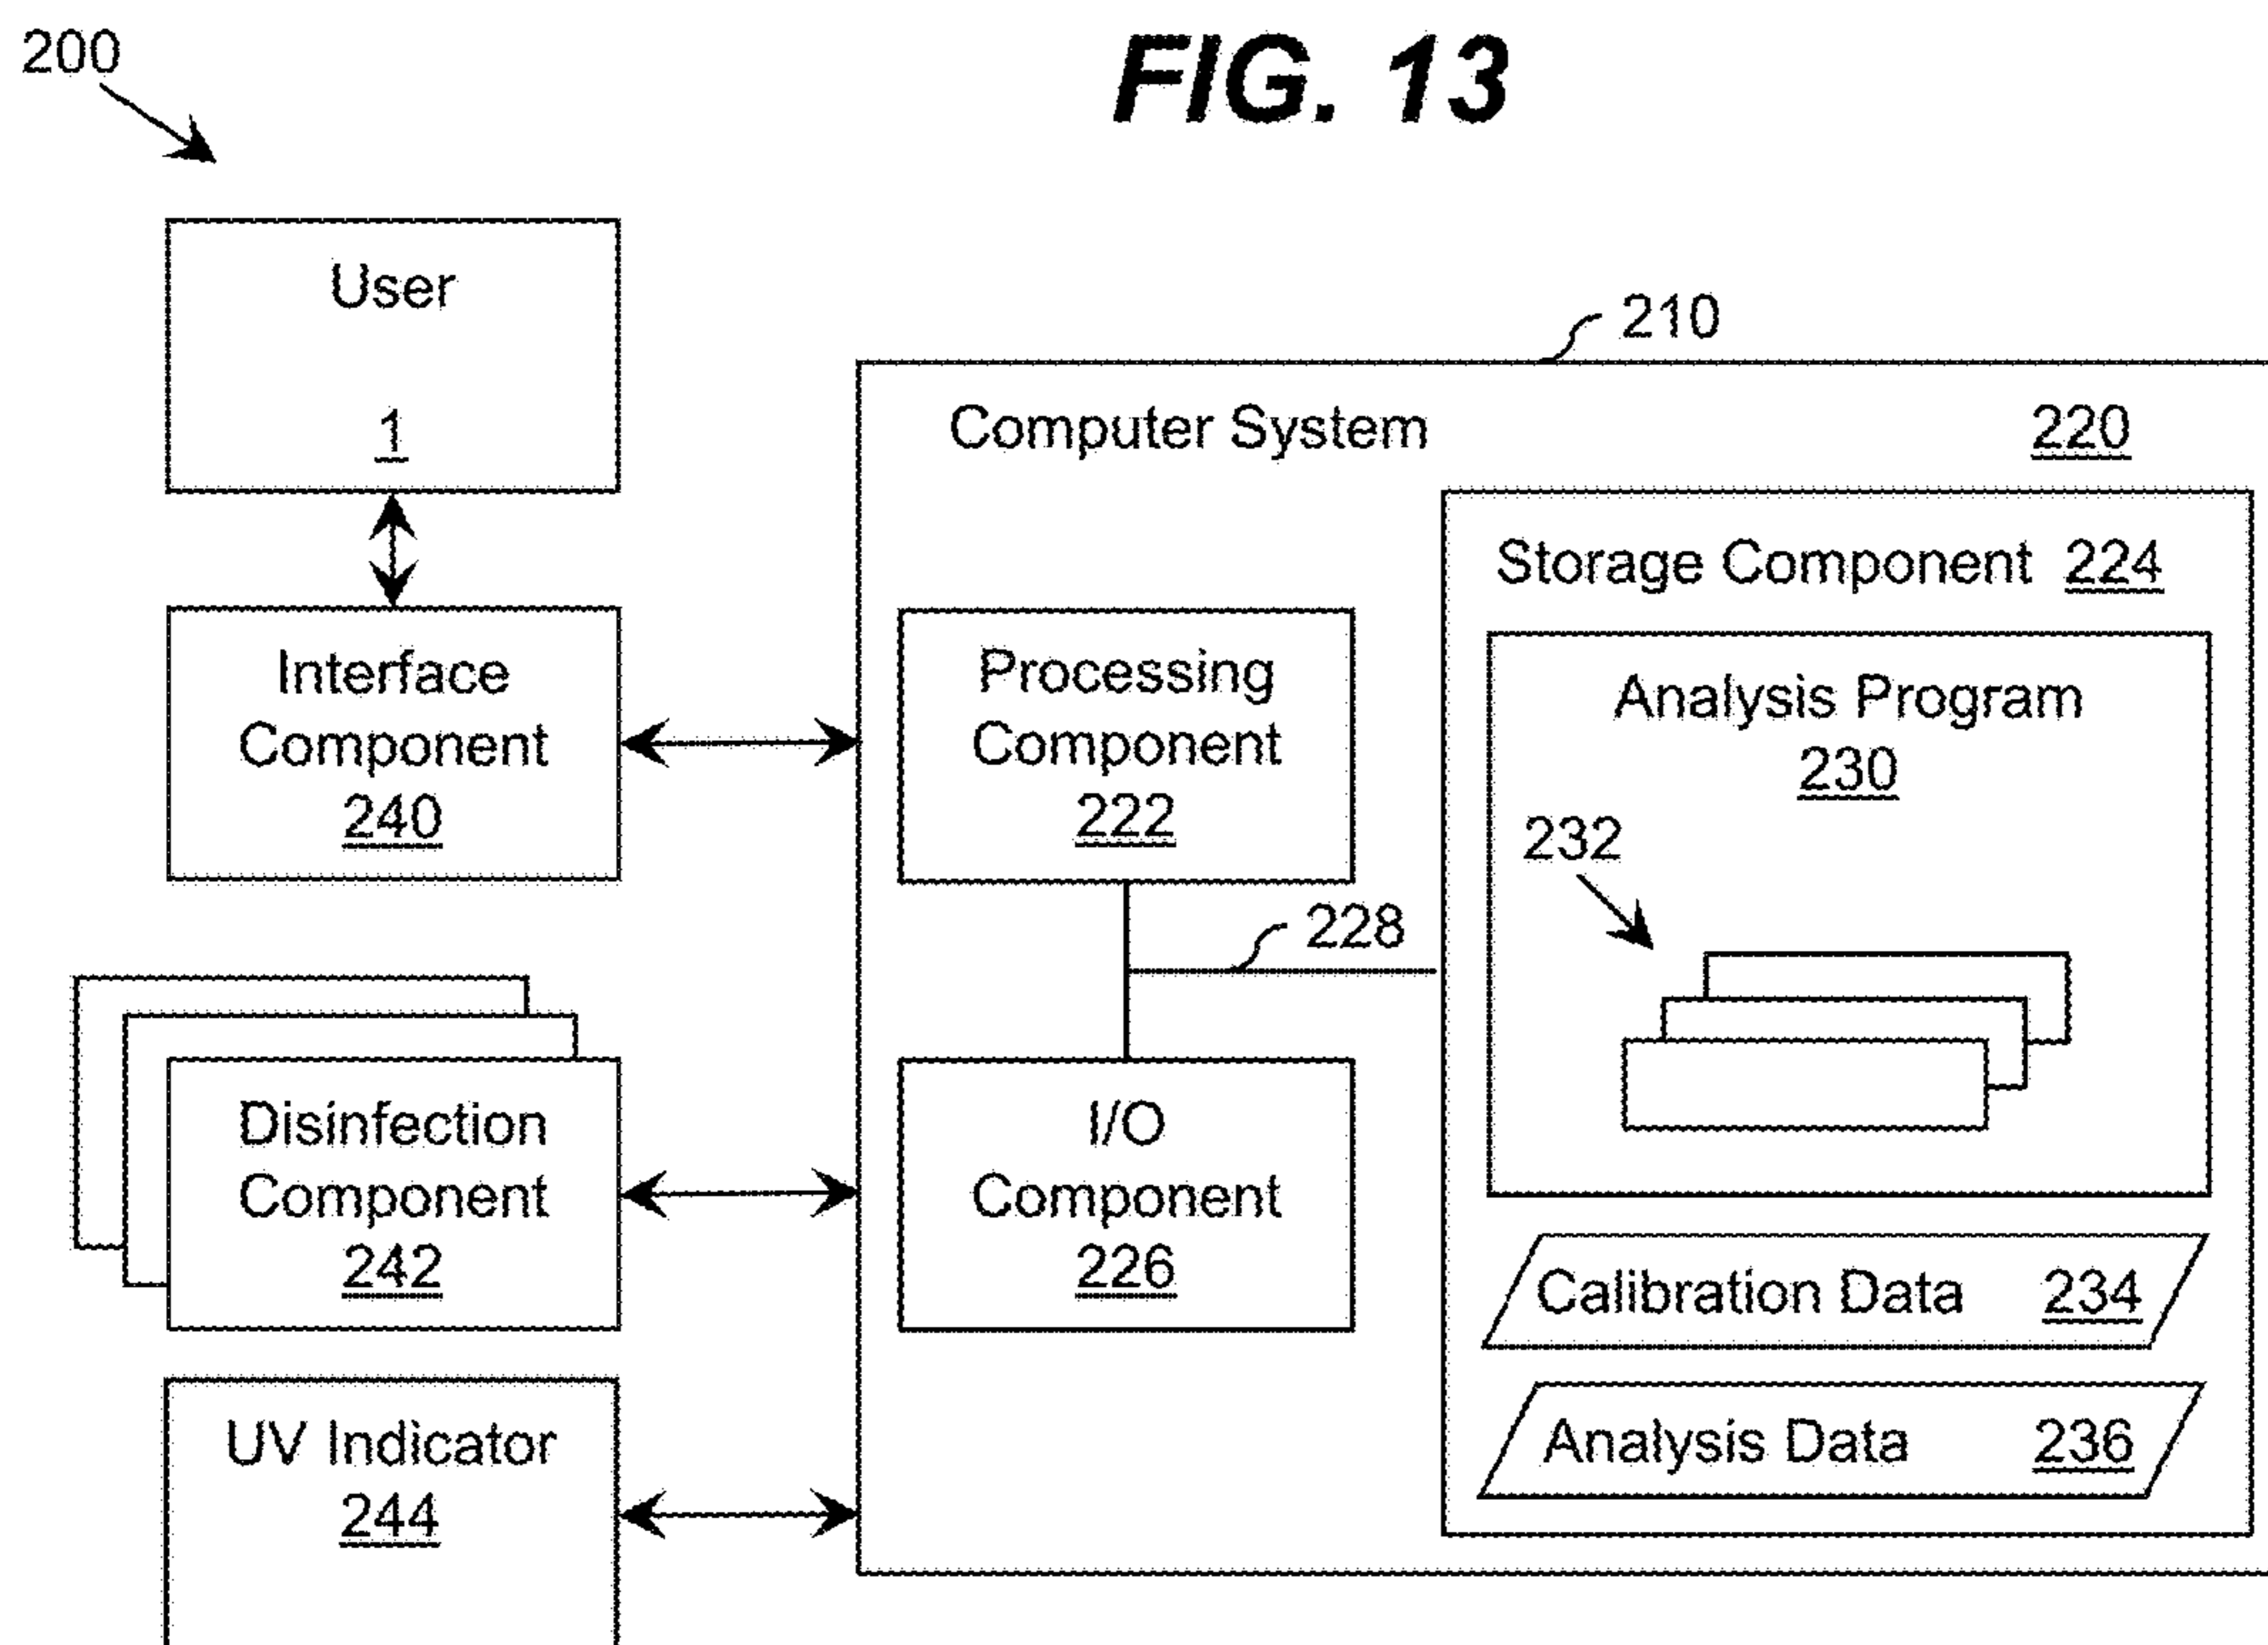 FIG. 13
200
User
1
210
Computer System 220
Storage Component 224
Interface
Component
240
Processing
Component
222
Analysis Program
230
232
228
Disinfection
Component
242
I/O
Component
226
Calibration Data 234
UV Indicator
244
Analysis Data 236